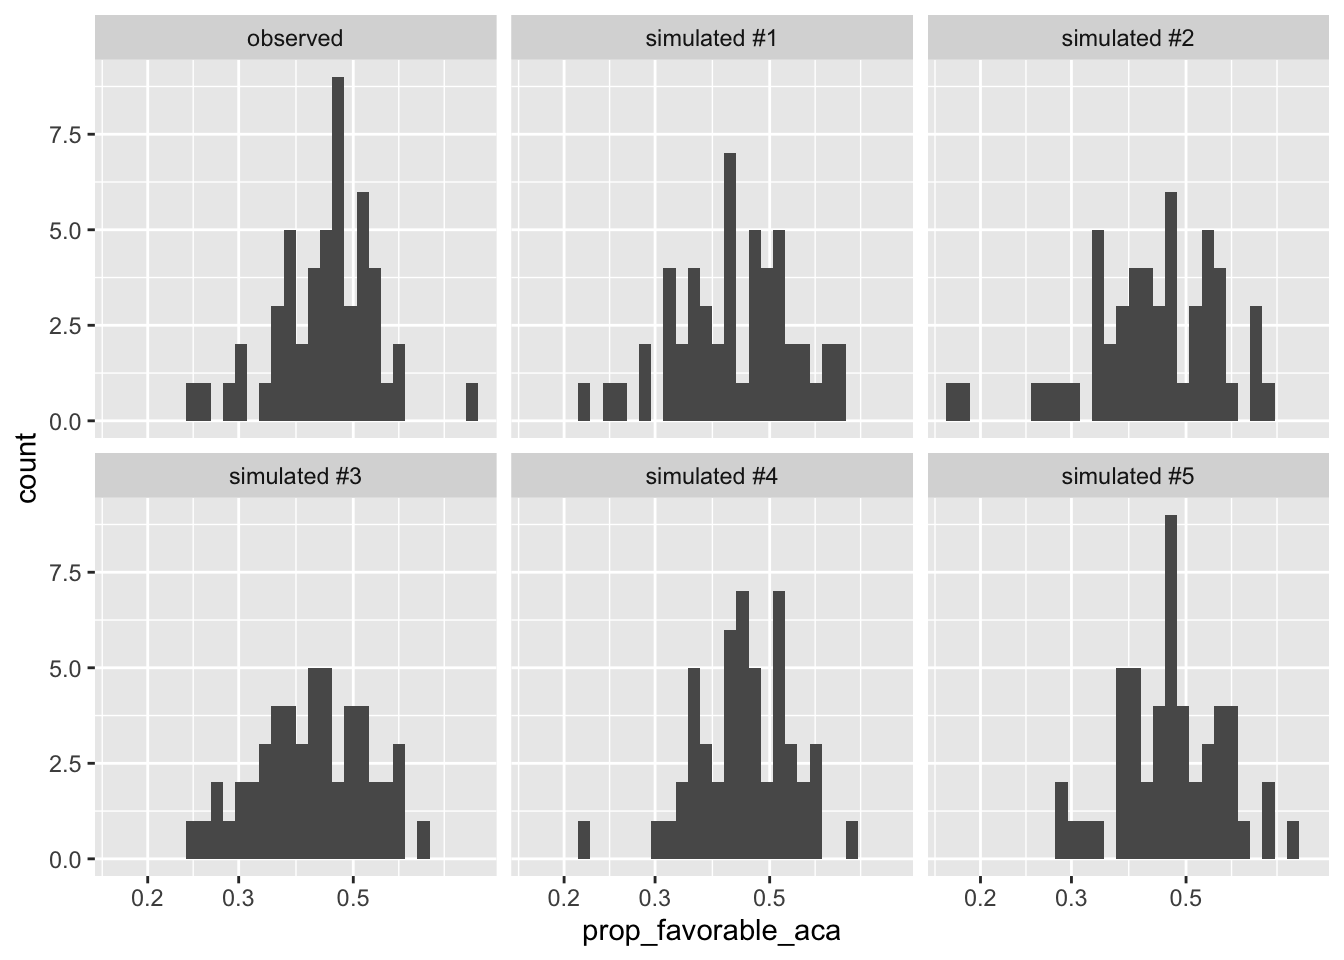 observed
simulated #1
simulated #2
7.5
5.0
2.5
0.0
simulated #3
simulated #4
simulated #5
7.5
5.0
2.5
0.0
0.2 0.3 0.5
0.2 0.3 0.5
0.2 0.3 0.5
prop_favorable_aca
count